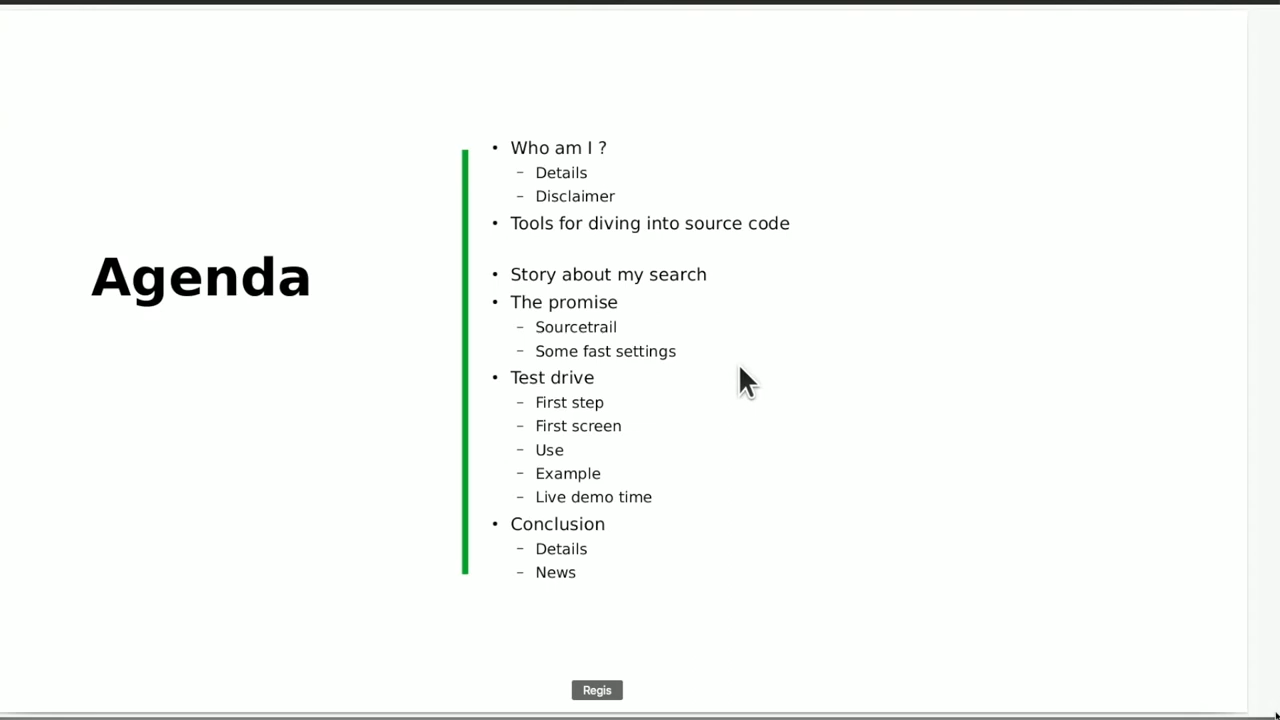 Agenda
• Who am I ?
– Details
– Disclaimer
• Tools for diving into source code
• Story about my search
• The promise
– Sourcetrail
– Some fast settings
• Test drive
– First step
– First screen
– Use
– Example
– Live demo time
• Conclusion
– Details
– News
Regis